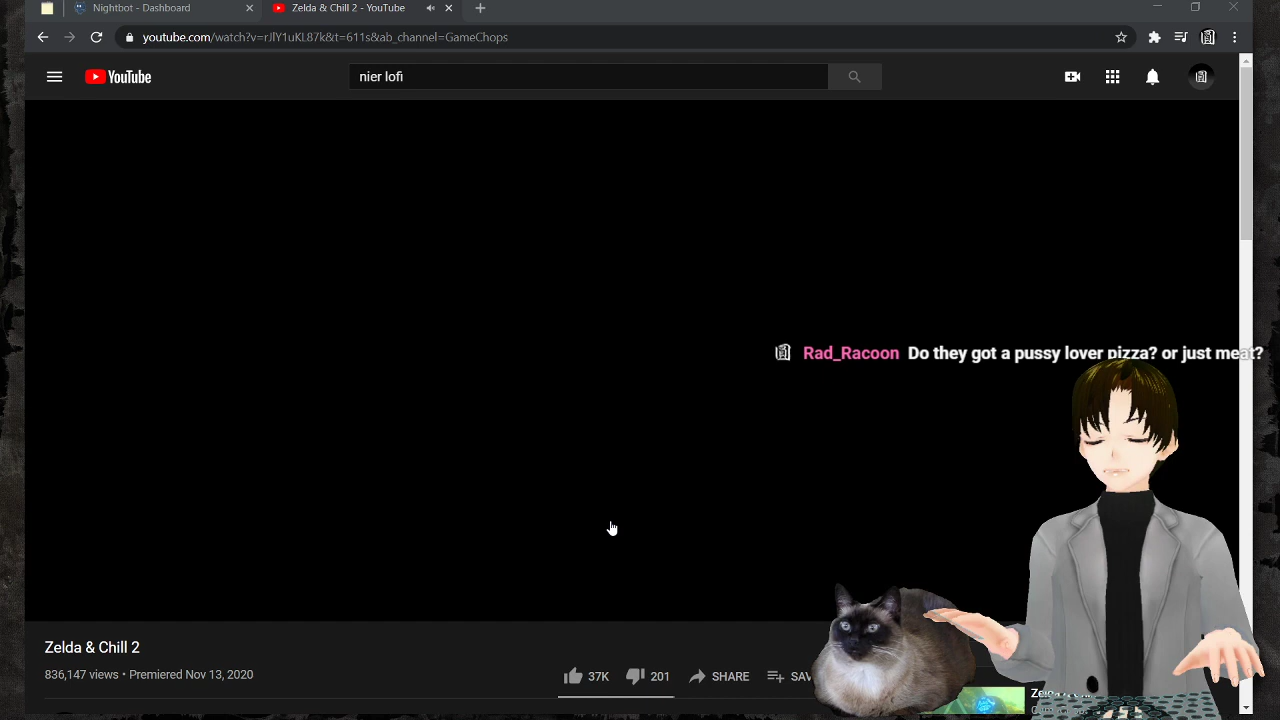 Nightbot - Dashboard
Zelda & Chill 2 - YouTube
youtube.com/watch?v=rJlY1uKL87k&t=611s&ab_channel=GameChops
YouTube
nier lofi
Rad_Racoon Do they got a pussy lover pizza? or just meat?
Zelda & Chill 2
836,147 views • Premiered Nov 13, 2020
37K
201
SHARE